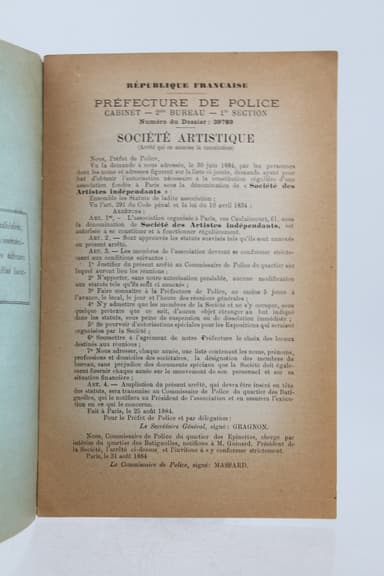 RÉPUBLIQUE FRANÇAISE
PRÉFECTURE DE POLICE
CABINET — 2me BUREAU — 1re SECTION
Numéro du Dossier: 39789
SOCIÉTÉ ARTISTIQUE
(Arrêté qui en autorise la constitution)
Nous, Préfet de Police,
Vu la demande à nous adressée, le 30 juin 1884, par les personnes
dont les noms et adresses figurent sur la liste ci-jointe, demande ayant pour
but d'obtenir l'autorisation nécessaire à la constitution régulière d'une
association fondée à Paris sous la dénomination de « Société des
Artistes indépendants » ;
Ensemble les Statuts de ladite association ;
Vu l'art. 291 du Code pénal et la loi du 10 avril 1834 ;
ARRÊTONS :
ART. 1er. — L'association organisée à Paris, rue Caulaincourt, 61, sous
la dénomination de Société des Artistes Indépendants, est
autorisée à se constituer et à fonctionner régulièrement.
ART. 2. — Sont approuvés les statuts susvisés tels qu'ils sont annexés
au présent arrêté.
ART. 3. — Les membres de l'association devront se conformer strictement
aux conditions suivantes :
1° Justifier du présent arrêté au Commissaire de Police du quartier sur
lequel auront lieu les réunions ;
2° N'apporter, sans notre autorisation préalable, aucune modification
aux statuts tels qu'ils sont ci annexés ;
3° Faire connaître à la Préfecture de Police, au moins 5 jours à
l'avance, le local, le jour et l'heure des réunions générales ;
4° N'y admettre que les membres de la Société et ne s'y occuper, sous
quelque prétexte que ce soit, d'aucun objet étranger au but indiqué
dans les statuts, sous peine de suspension ou de dissolution immédiate ;
5° Se pourvoir d'autorisations spéciales pour les Expositions qui seraient
organisées par la Société ;
6° Soumettre à l'agrément de notre Préfecture le choix des locaux
destinés aux réunions ;
7° Nous adresser, chaque année, une liste contenant les noms, prénoms,
professions et domiciles des sociétaires, la désignation des membres du
bureau, sans préjudice des documents spéciaux que la Société doit également
fournir chaque année sur le mouvement de son personnel et sur sa
situation financière ;
ART. 4. — Ampliation du présent arrêté, qui devra être inséré en tête
des statuts, sera transmise au Commissaire de Police du quartier des Batignolles,
qui le notifiera au Président de l'association et en assurera l'exécution
en ce qui le concerne.
Fait à Paris, le 25 août 1884.
Pour le Préfet de Police et par délégation :
Le Secrétaire Général, signé : GRAGNON.
Nous, Commissaire de Police du quartier des Epinettes, chargé par
intérim du quartier des Batignolles, notifions à M. Guinard, Président de
la Société, l'arrêté ci-dessus, et l'invitons à s'y conformer strictement.
Paris, le 31 août 1884
Le Commissaire de Police, signé: MASSARD.